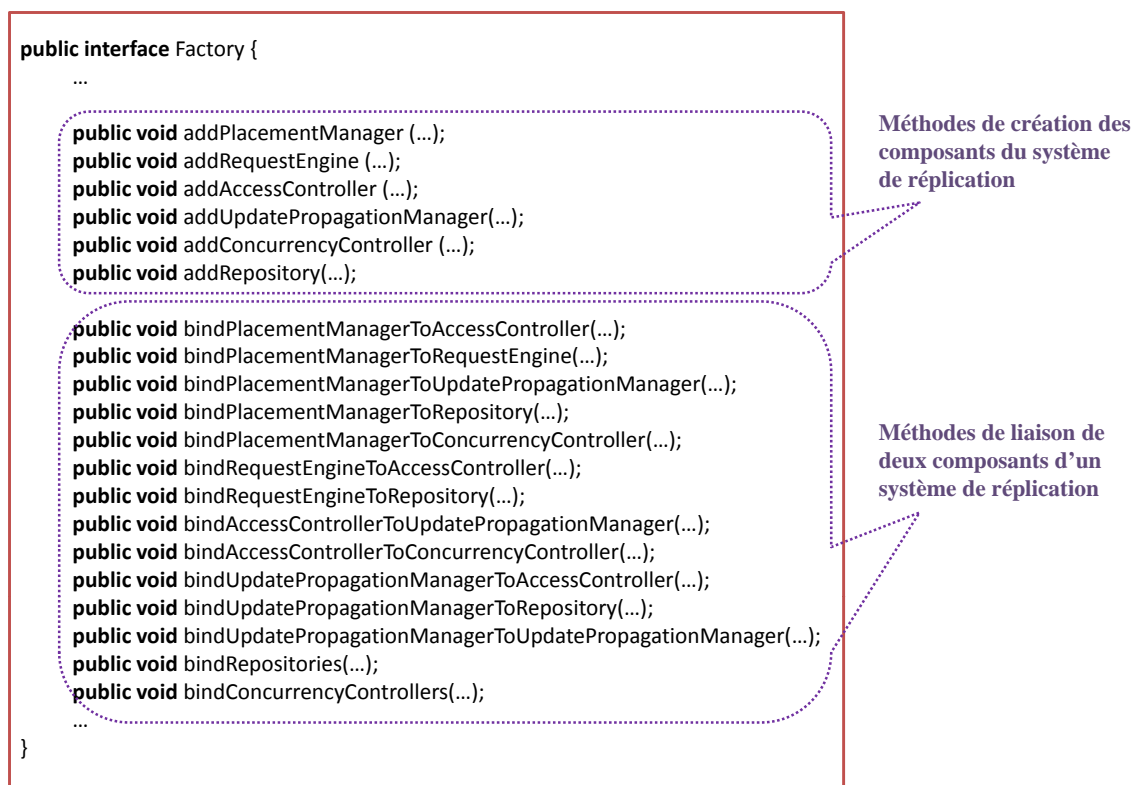 public interface Factory {
…
public void addPlacementManager (…);
public void addRequestEngine (…);
public void addAccessController (…);
public void addUpdatePropagationManager(…);
public void addConcurrencyController (…);
public void addRepository(…);
Méthodes de création des
composants du système
de réplication
public void bindPlacementManagerToAccessController(…);
public void bindPlacementManagerToRequestEngine(…);
public void bindPlacementManagerToUpdatePropagationManager(…);
public void bindPlacementManagerToRepository(…);
public void bindPlacementManagerToConcurrencyController(…);
public void bindRequestEngineToAccessController(…);
public void bindRequestEngineToRepository(…);
public void bindAccessControllerToUpdatePropagationManager(…);
public void bindAccessControllerToConcurrencyController(…);
public void bindUpdatePropagationManagerToAccessController(…);
public void bindUpdatePropagationManagerToRepository(…);
public void bindUpdatePropagationManagerToUpdatePropagationManager(…);
public void bindRepositories(…);
public void bindConcurrencyControllers(…);
Méthodes de liaison de
deux composants d’un
système de réplication
…
}